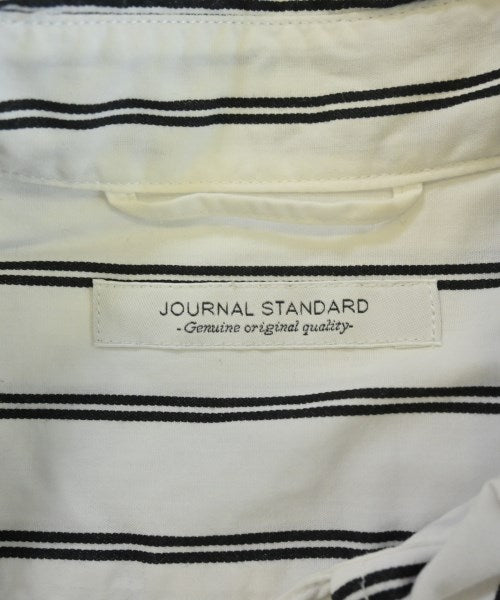 JOURNAL STANDARD
-Genuine original quality-